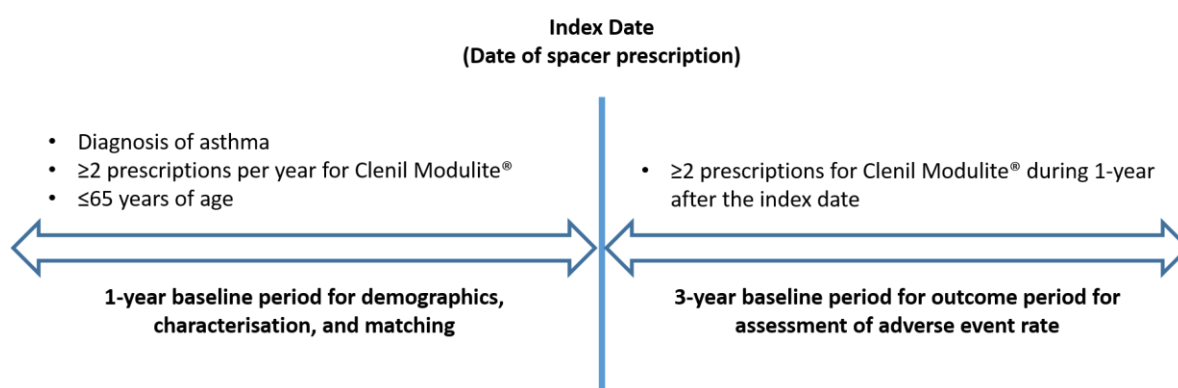 Index Date
(Date of spacer prescription)
• Diagnosis of asthma
• ≥2 prescriptions per year for Clenil Modulite®
• ≤65 years of age
• ≥2 prescriptions for Clenil Modulite® during 1-year
after the index date
1-year baseline period for demographics,
characterisation, and matching
3-year baseline period for outcome period for
assessment of adverse event rate